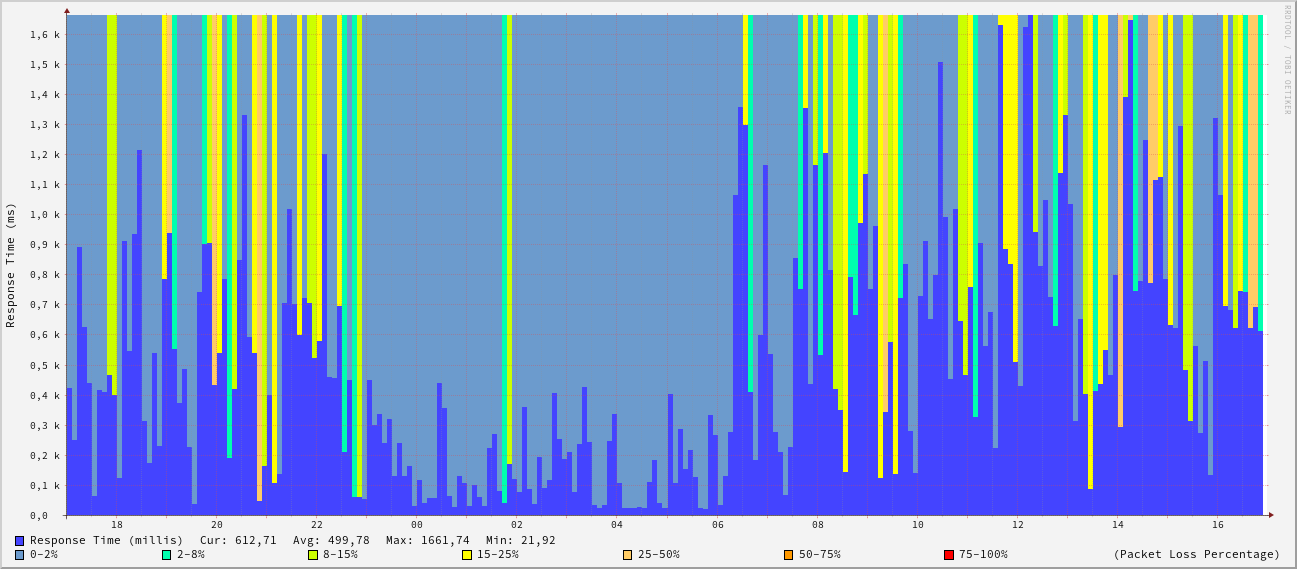 RRDTOOL / TOBI OETIKER
Response Time (ms)
1,6 k
1,5 k
1,4 k
1,3 k
1,2 k
1,1 k
1,0 k
0,9 k
0,8 k
0,7 k
0,6 k
0,5 k
0,4 k
0,3 k
0,2 k
0,1 k
0,0
18 20 22 00 02 04 06 08 10 12 14 16
Response Time (millis) Cur: 612,71 Avg: 499,78 Max: 1661,74 Min: 21,92
0-2% 2-8% 8-15% 15-25% 25-50% 50-75% 75-100% (Packet Loss Percentage)